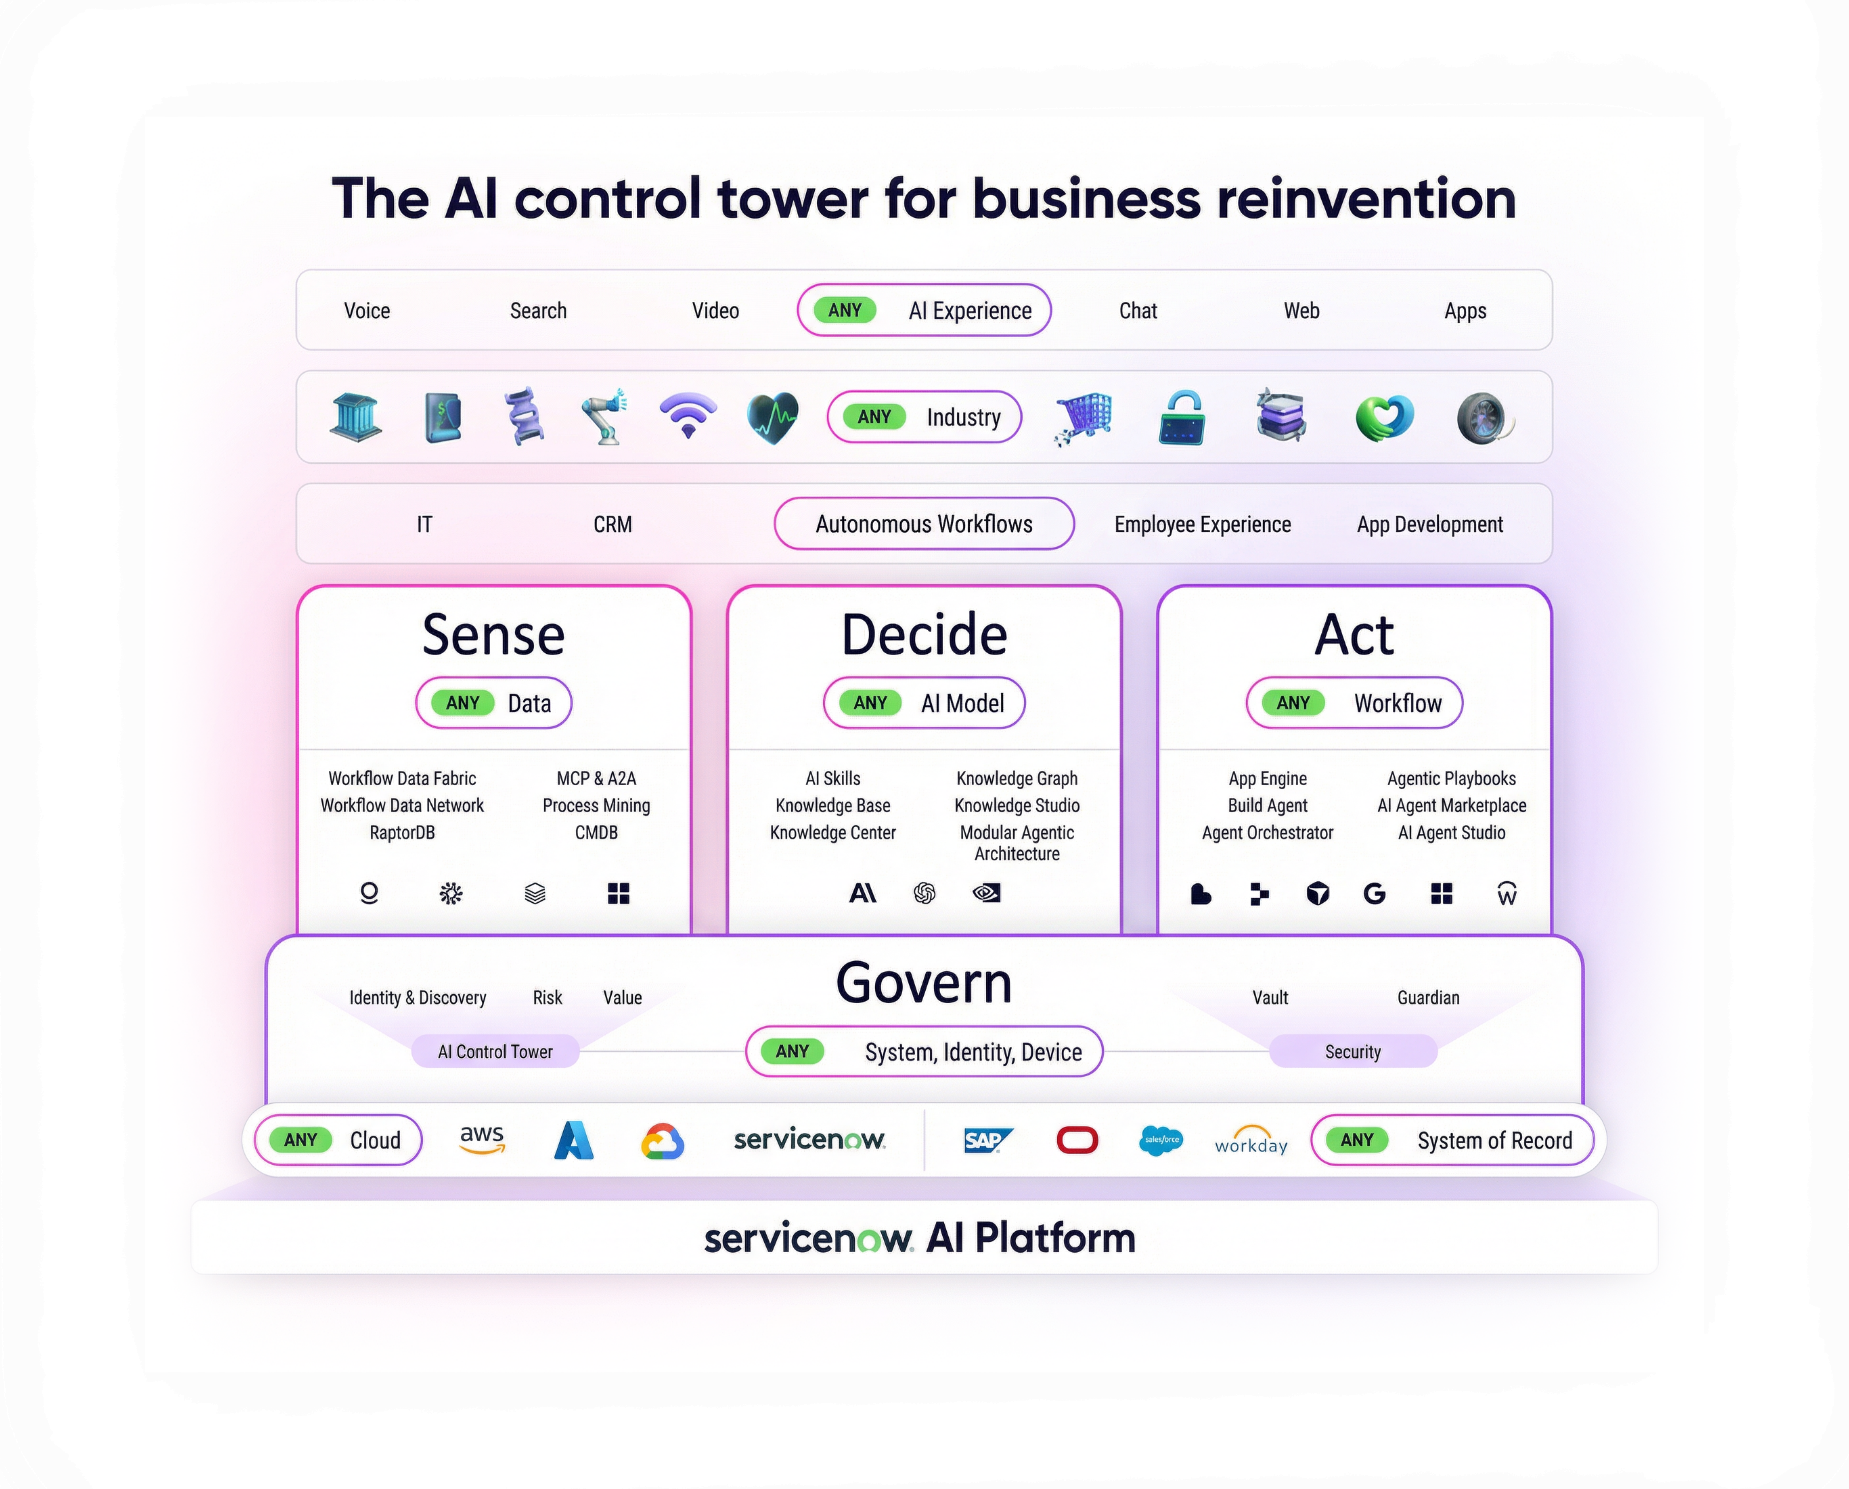 The AI control tower for business reinvention
Voice Search Video ANY AI Experience Chat Web Apps
ANY Industry
IT CRM Autonomous Workflows Employee Experience App Development
Sense
ANY Data
Workflow Data Fabric MCP & A2A
Workflow Data Network Process Mining
RaptorDB CMDB
Decide
ANY AI Model
AI Skills Knowledge Graph
Knowledge Base Knowledge Studio
Knowledge Center Modular Agentic
Architecture
Act
ANY Workflow
App Engine Agentic Playbooks
Build Agent AI Agent Marketplace
Agent Orchestrator AI Agent Studio
Govern
Identity & Discovery Risk Value Vault Guardian
AI Control Tower ANY System, Identity, Device Security
ANY Cloud aws servicenow. SAP salesforce workday ANY System of Record
servicenow. AI Platform